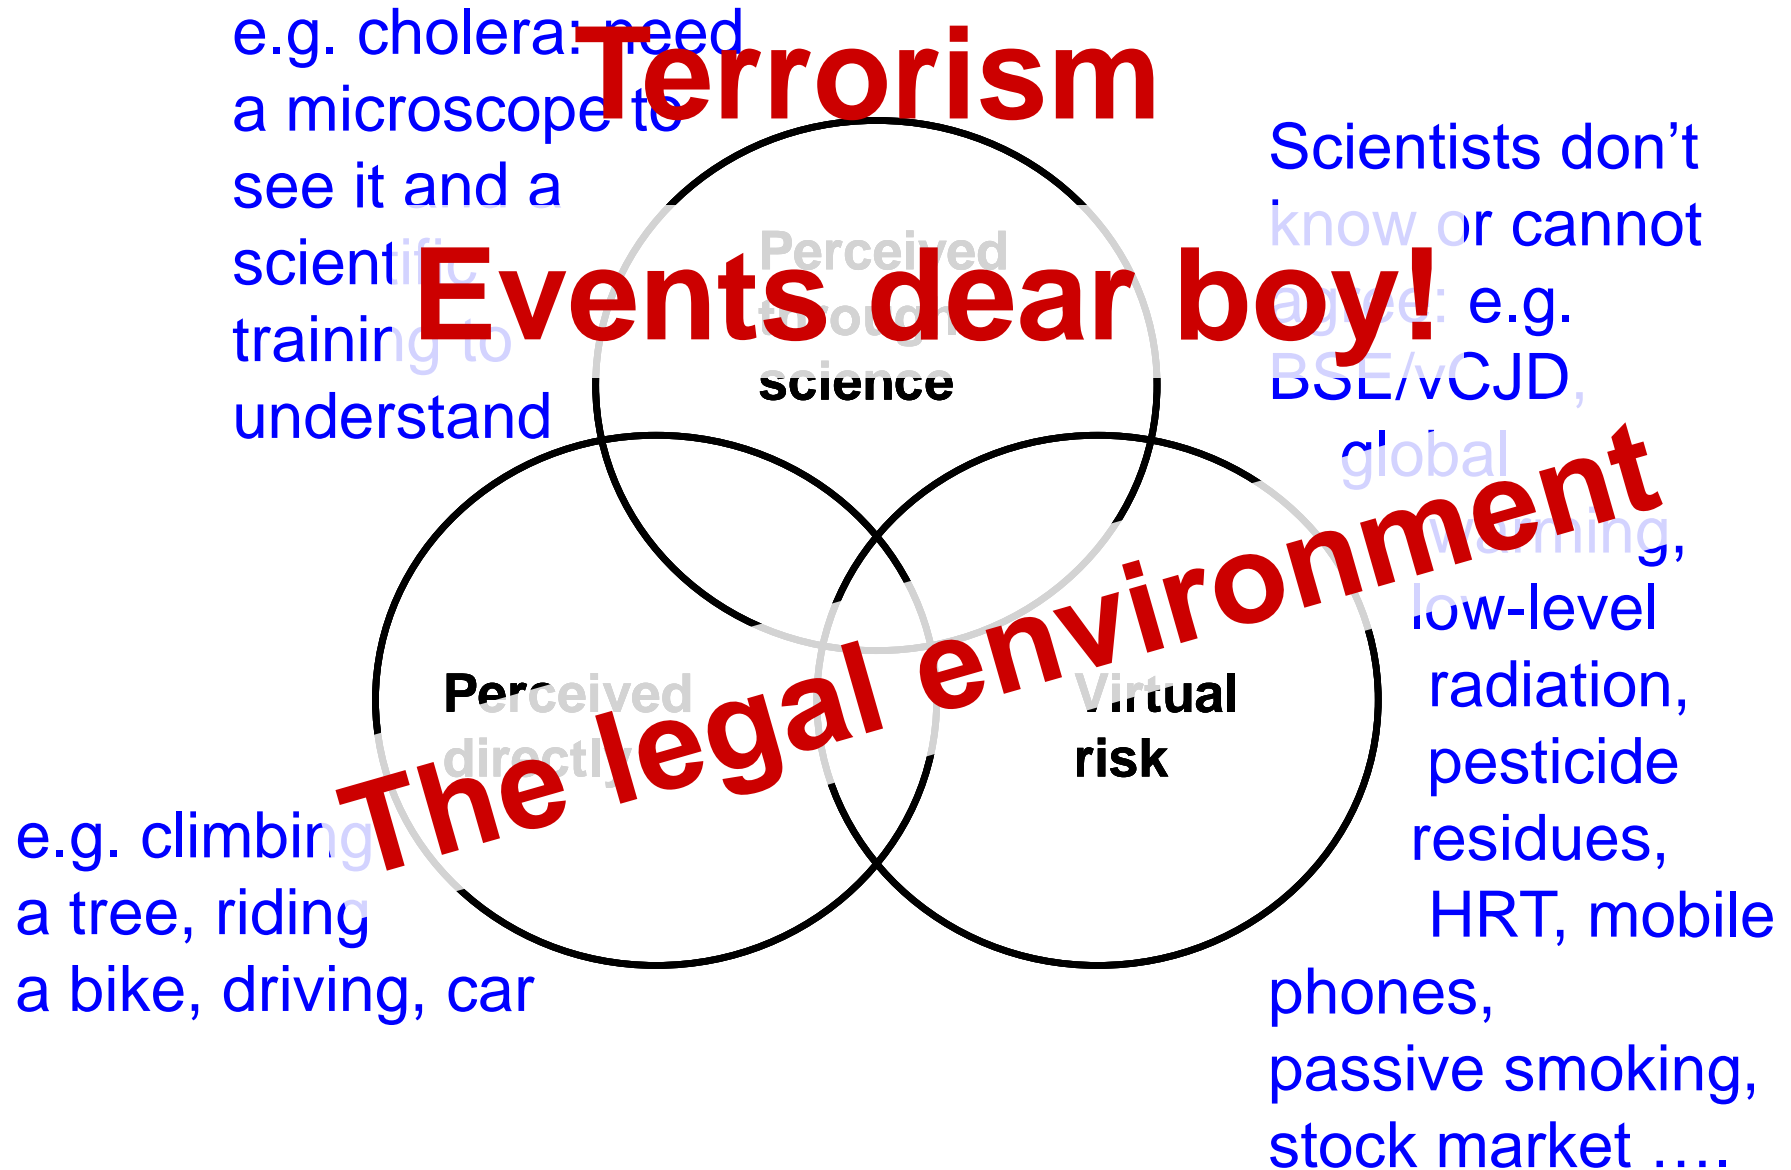 Terrorism
e.g. cholera: need
a microscope to
see it and a
scientific
training to
understand
Events dear boy!
Perceived
through
science
Scientists don’t
know or cannot
agree: e.g.
BSE/vCJD,
global
warming,
low-level
radiation,
pesticide
residues,
HRT, mobile
phones,
passive smoking,
stock market ….
The legal environment
Perceived
directly
Virtual
risk
e.g. climbing
a tree, riding
a bike, driving, car